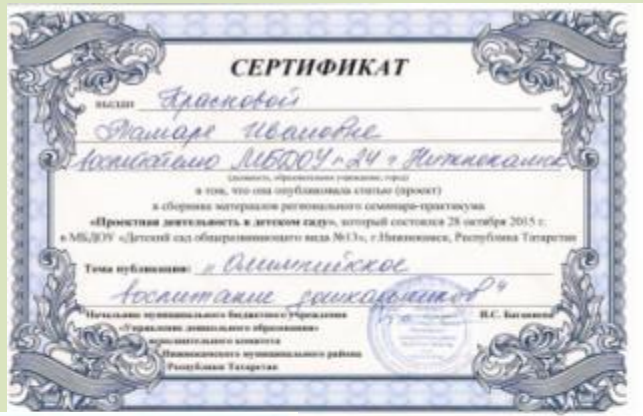 СЕРТИФИКАТ
выдан Красновой
Тамаре Ивановне
воспитателю МБДОУ № 24 г. Нижнекамск
(должность, образовательное учреждение, город)
в том, что она опубликовала статью (проект)
в сборнике материалов регионального семинара-практикума
«Проектная деятельность в детском саду», который состоялся 28 октября 2015 г.
в МБДОУ «Детский сад общеразвивающего вида №13», г.Нижнекамск, Республика Татарстан
Тема публикации: „Олимпийское
воспитание дошкольников"
Начальник муниципального бюджетного учреждения
«Управление дошкольного образования»
исполнительного комитета
Нижнекамского муниципального района
Республики Татарстан
И.С.